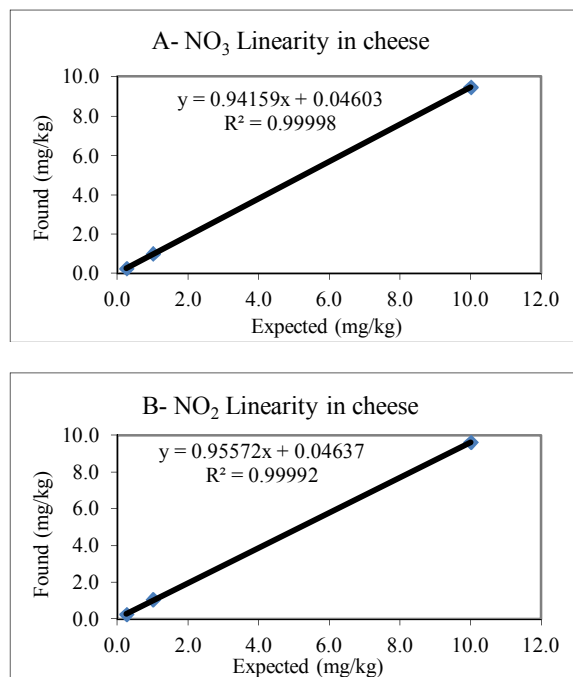 A- NO₃ Linearity in cheese
y = 0.94159x + 0.04603
R² = 0.99998
10.0
8.0
6.0
4.0
2.0
0.0
Found (mg/kg)
0.0 2.0 4.0 6.0 8.0 10.0 12.0
Expected (mg/kg)
B- NO₂ Linearity in cheese
y = 0.95572x + 0.04637
R² = 0.99992
10.0
8.0
6.0
4.0
2.0
0.0
Found (mg/kg)
0.0 2.0 4.0 6.0 8.0 10.0 12.0
Expected (mg/kg)